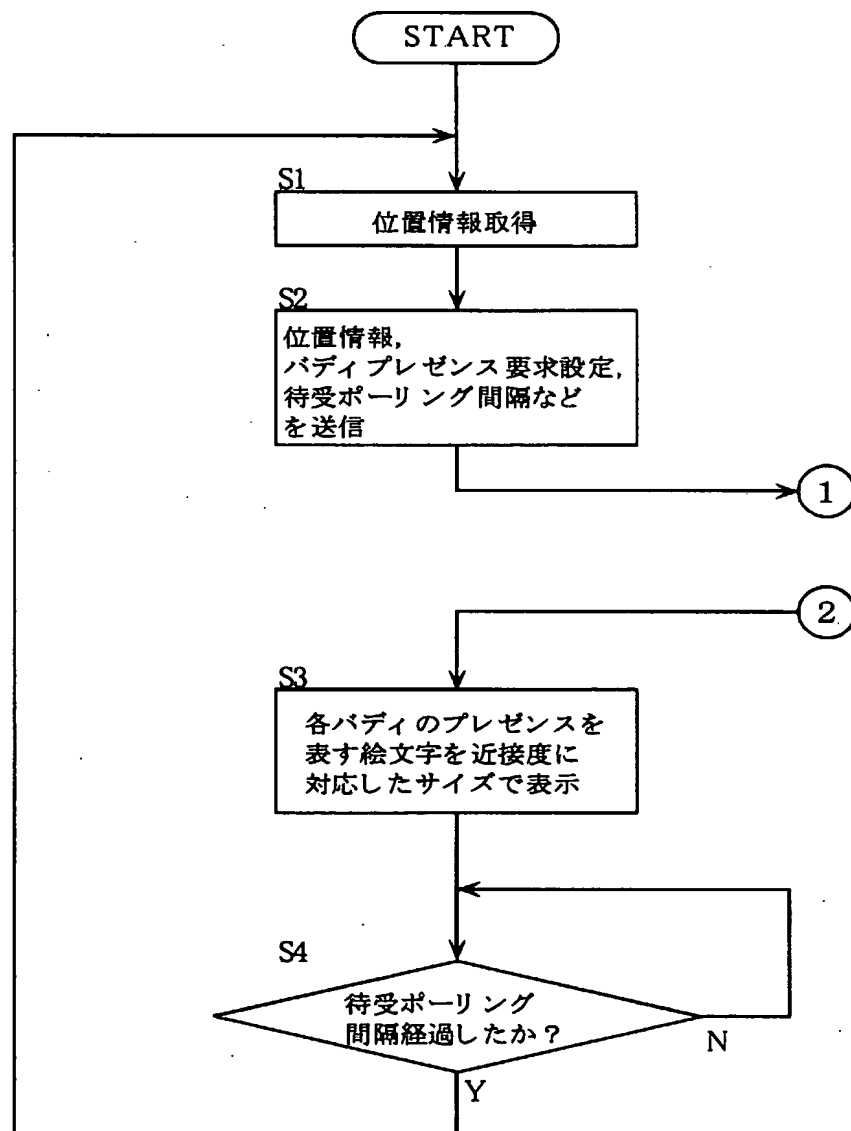 START
S1
位置情報取得
S2
位置情報,
バディプレゼンス要求設定,
待受ポーリング間隔など
を送信
1
2
S3
各バディのプレゼンスを
表す絵文字を近接度に
対応したサイズで表示
S4
待受ポーリング
間隔経過したか?
N
Y